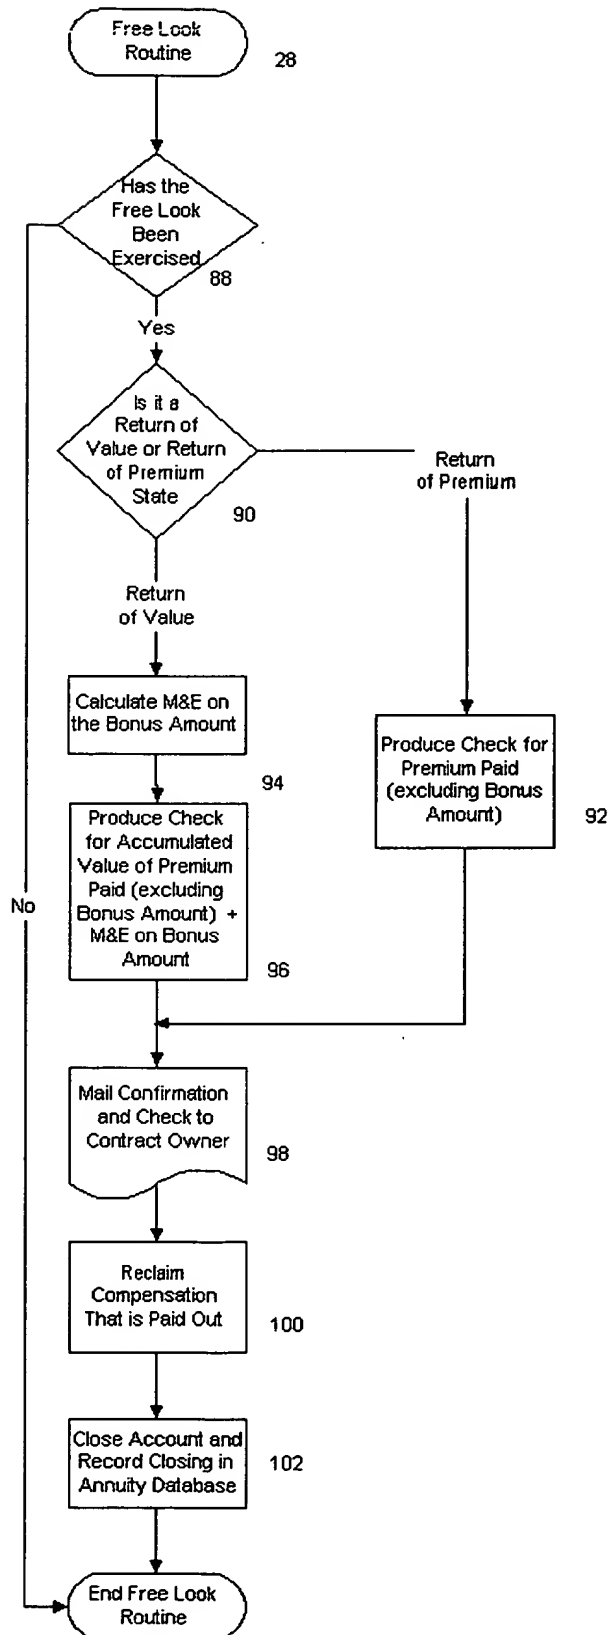 Free Look
Routine
28
Has the
Free Look
Been
Exercised
88
Yes
Is it a
Return of
Value or Return
of Premium
State
90
Return
of Premium
Return
of Value
Calculate M&E on
the Bonus Amount
94
Produce Check for
Premium Paid
(excluding Bonus
Amount)
92
Produce Check
for Accumulated
Value of Premium
Paid (excluding
Bonus Amount) +
M&E on Bonus
Amount
96
No
Mail Confirmation
and Check to
Contract Owner
98
Reclaim
Compensation
That is Paid Out
100
Close Account and
Record Closing in
Annuity Database
102
End Free Look
Routine